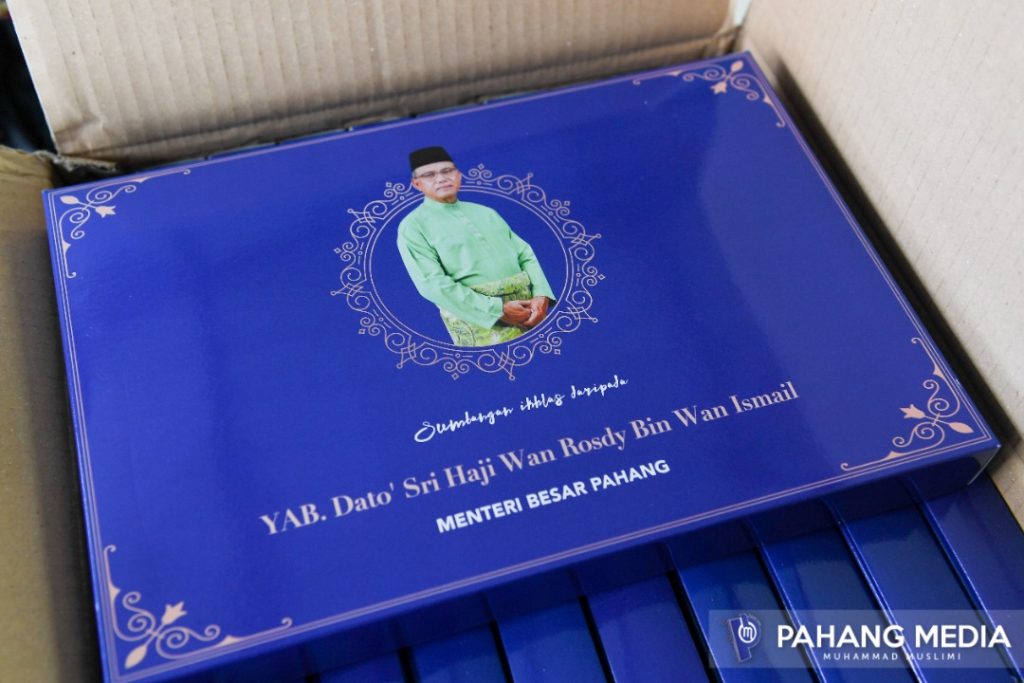 Sumbangan ikhlas daripada
YAB. Dato' Sri Haji Wan Rosdy Bin Wan Ismail
MENTERI BESAR PAHANG
PAHANG MEDIA
MUHAMMAD MUSLIMI